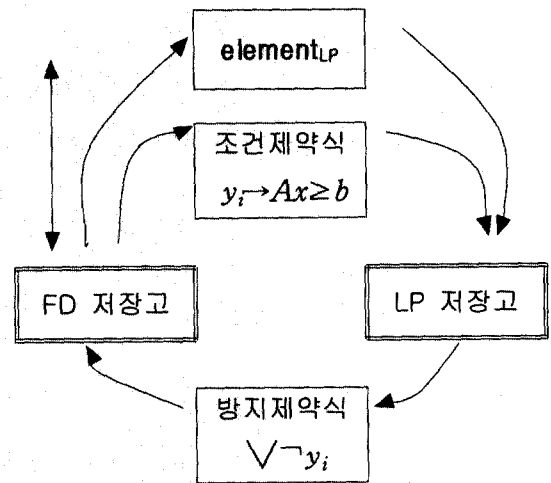 elementLP
조건제약식
yᵢ→Ax≥b
FD 저장고
LP 저장고
방지제약식
∨¬yᵢ